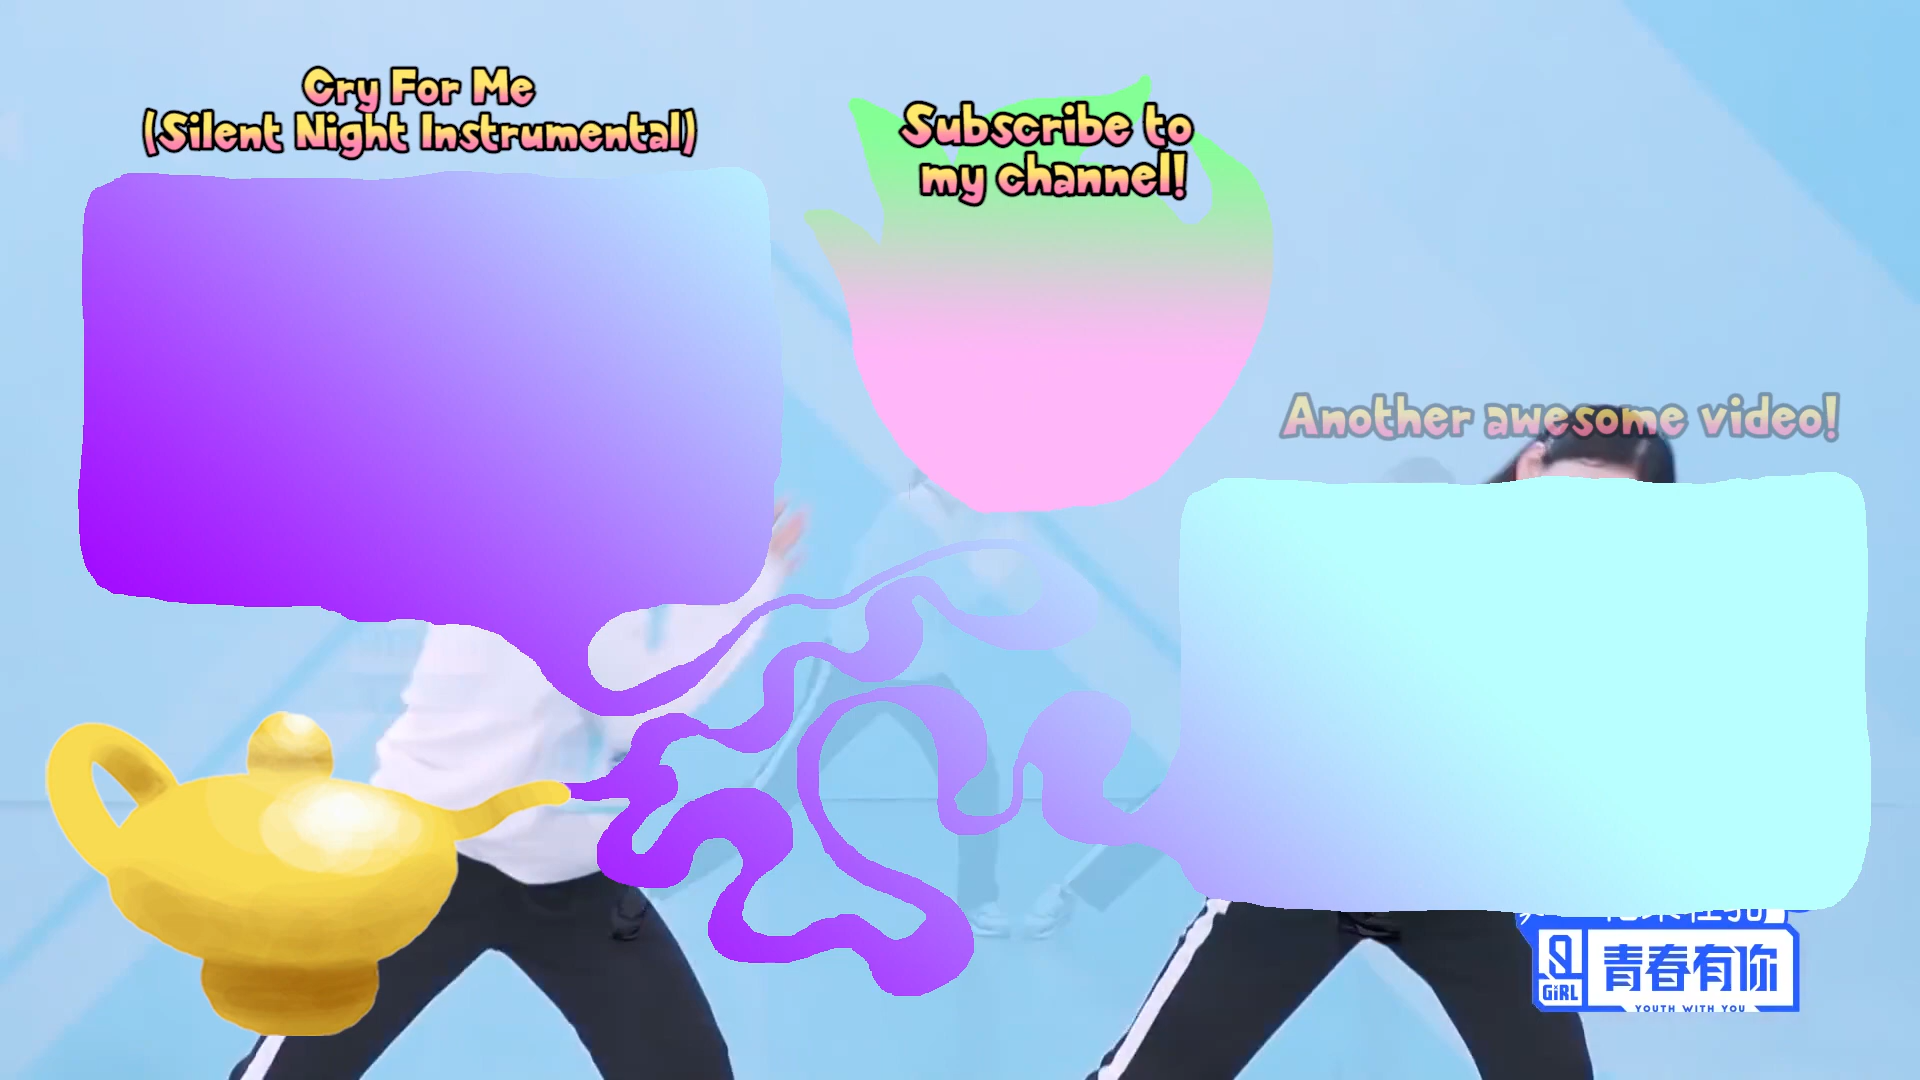 Cry For Me
(Silent Night Instrumental)
Subscribe to
my channel!
Another awesome video!
青春有你
GIRL
YOUTH WITH YOU